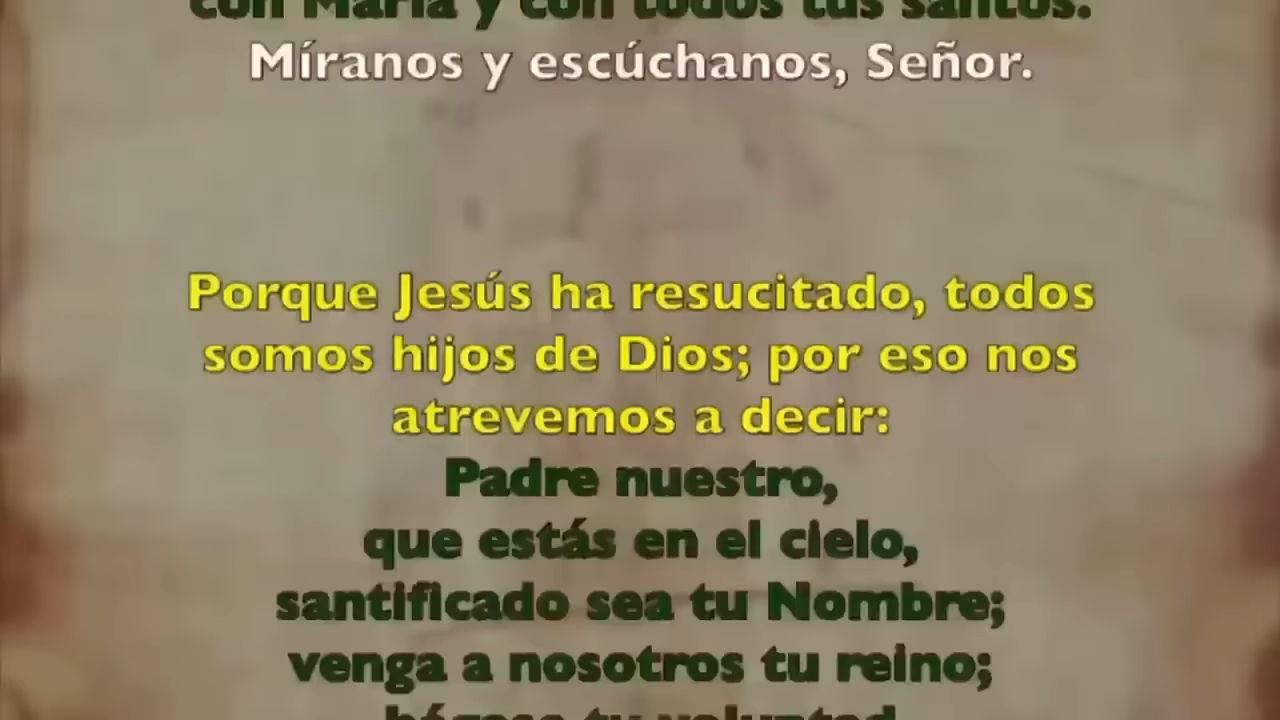 con María y con todos tus santos.
Míranos y escúchanos, Señor.
Porque Jesús ha resucitado, todos
somos hijos de Dios; por eso nos
atrevemos a decir:
Padre nuestro,
que estás en el cielo,
santificado sea tu Nombre;
venga a nosotros tu reino;
hágase tu voluntad